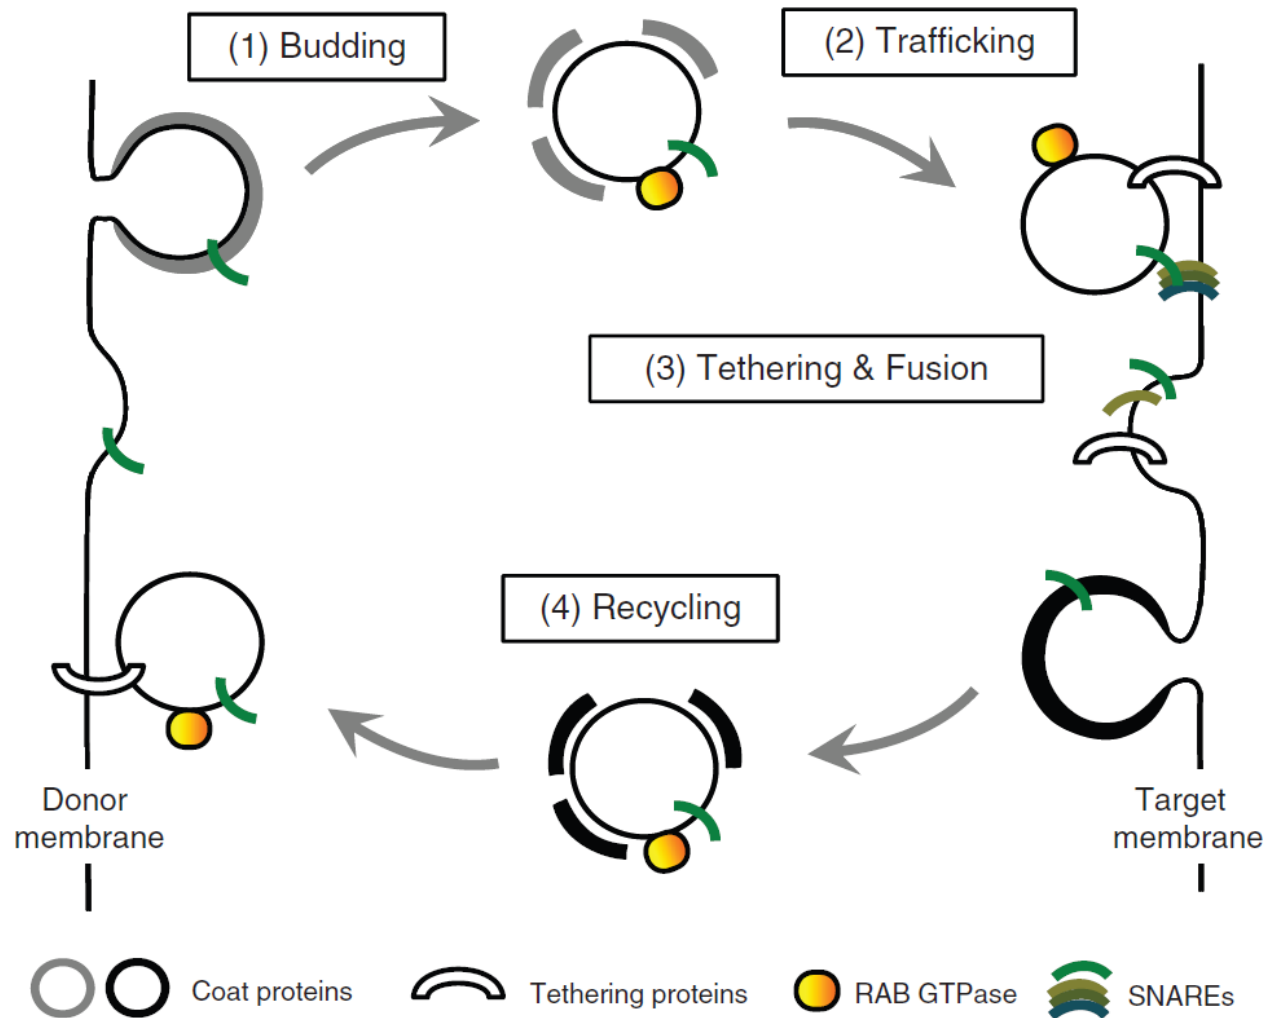 (1) Budding
(2) Trafficking
(3) Tethering & Fusion
(4) Recycling
Donor
membrane
Target
membrane
Coat proteins
Tethering proteins
RAB GTPase
SNAREs